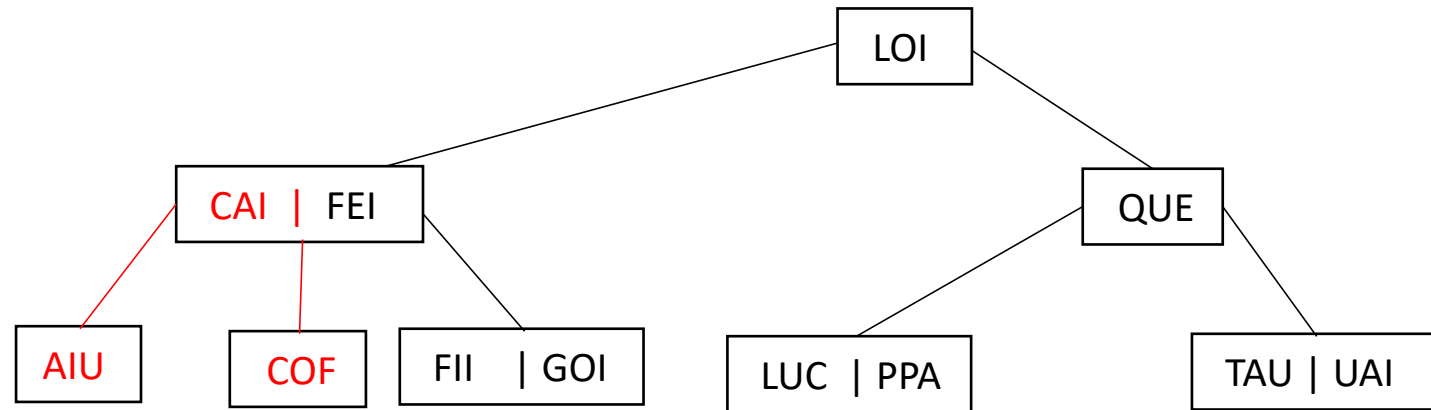 LOI
CAI | FEI
QUE
AIU
COF
FII | GOI
LUC | PPA
TAU | UAI